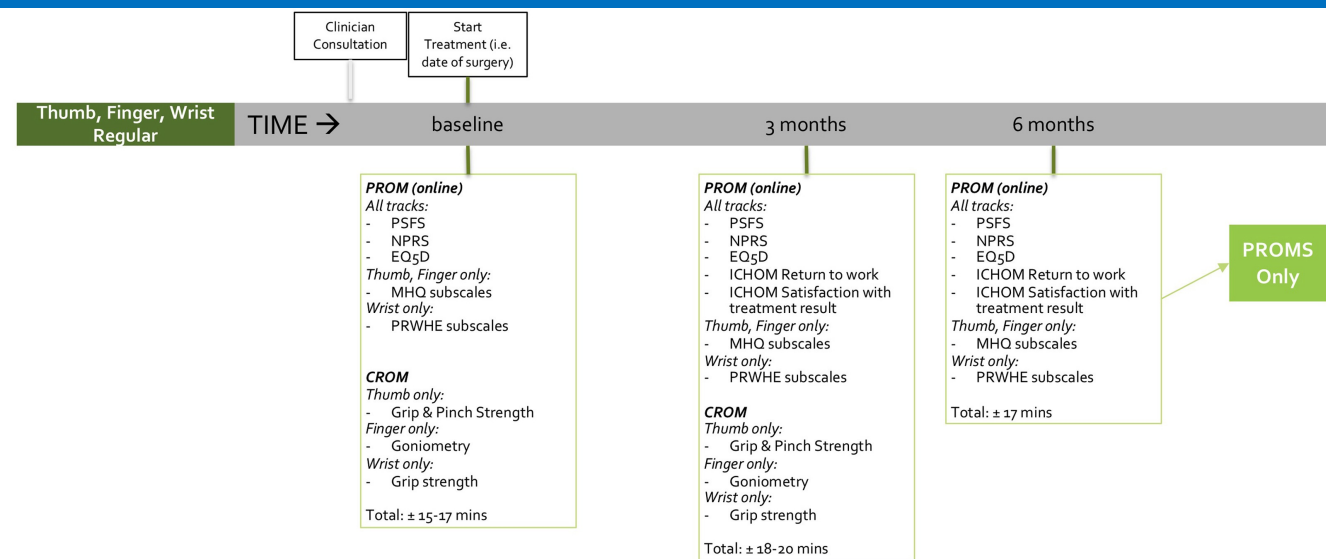 Clinician
Consultation
Start
Treatment (i.e.
date of surgery)
Thumb, Finger, Wrist
Regular
TIME →
baseline
3 months
6 months
PROM (online)
All tracks:
- PSFS
- NPRS
- EQ5D
Thumb, Finger only:
- MHQ subscales
Wrist only:
- PRWHE subscales
CROM
Thumb only:
- Grip & Pinch Strength
Finger only:
- Goniometry
Wrist only:
- Grip strength
Total: ± 15-17 mins
PROM (online)
All tracks:
- PSFS
- NPRS
- EQ5D
- ICHOM Return to work
- ICHOM Satisfaction with
treatment result
Thumb, Finger only:
- MHQ subscales
Wrist only:
- PRWHE subscales
CROM
Thumb only:
- Grip & Pinch Strength
Finger only:
- Goniometry
Wrist only:
- Grip strength
Total: ± 18-20 mins
PROM (online)
All tracks:
- PSFS
- NPRS
- EQ5D
- ICHOM Return to work
- ICHOM Satisfaction with
treatment result
Thumb, Finger only:
- MHQ subscales
Wrist only:
- PRWHE subscales
Total: ± 17 mins
PROMS
Only